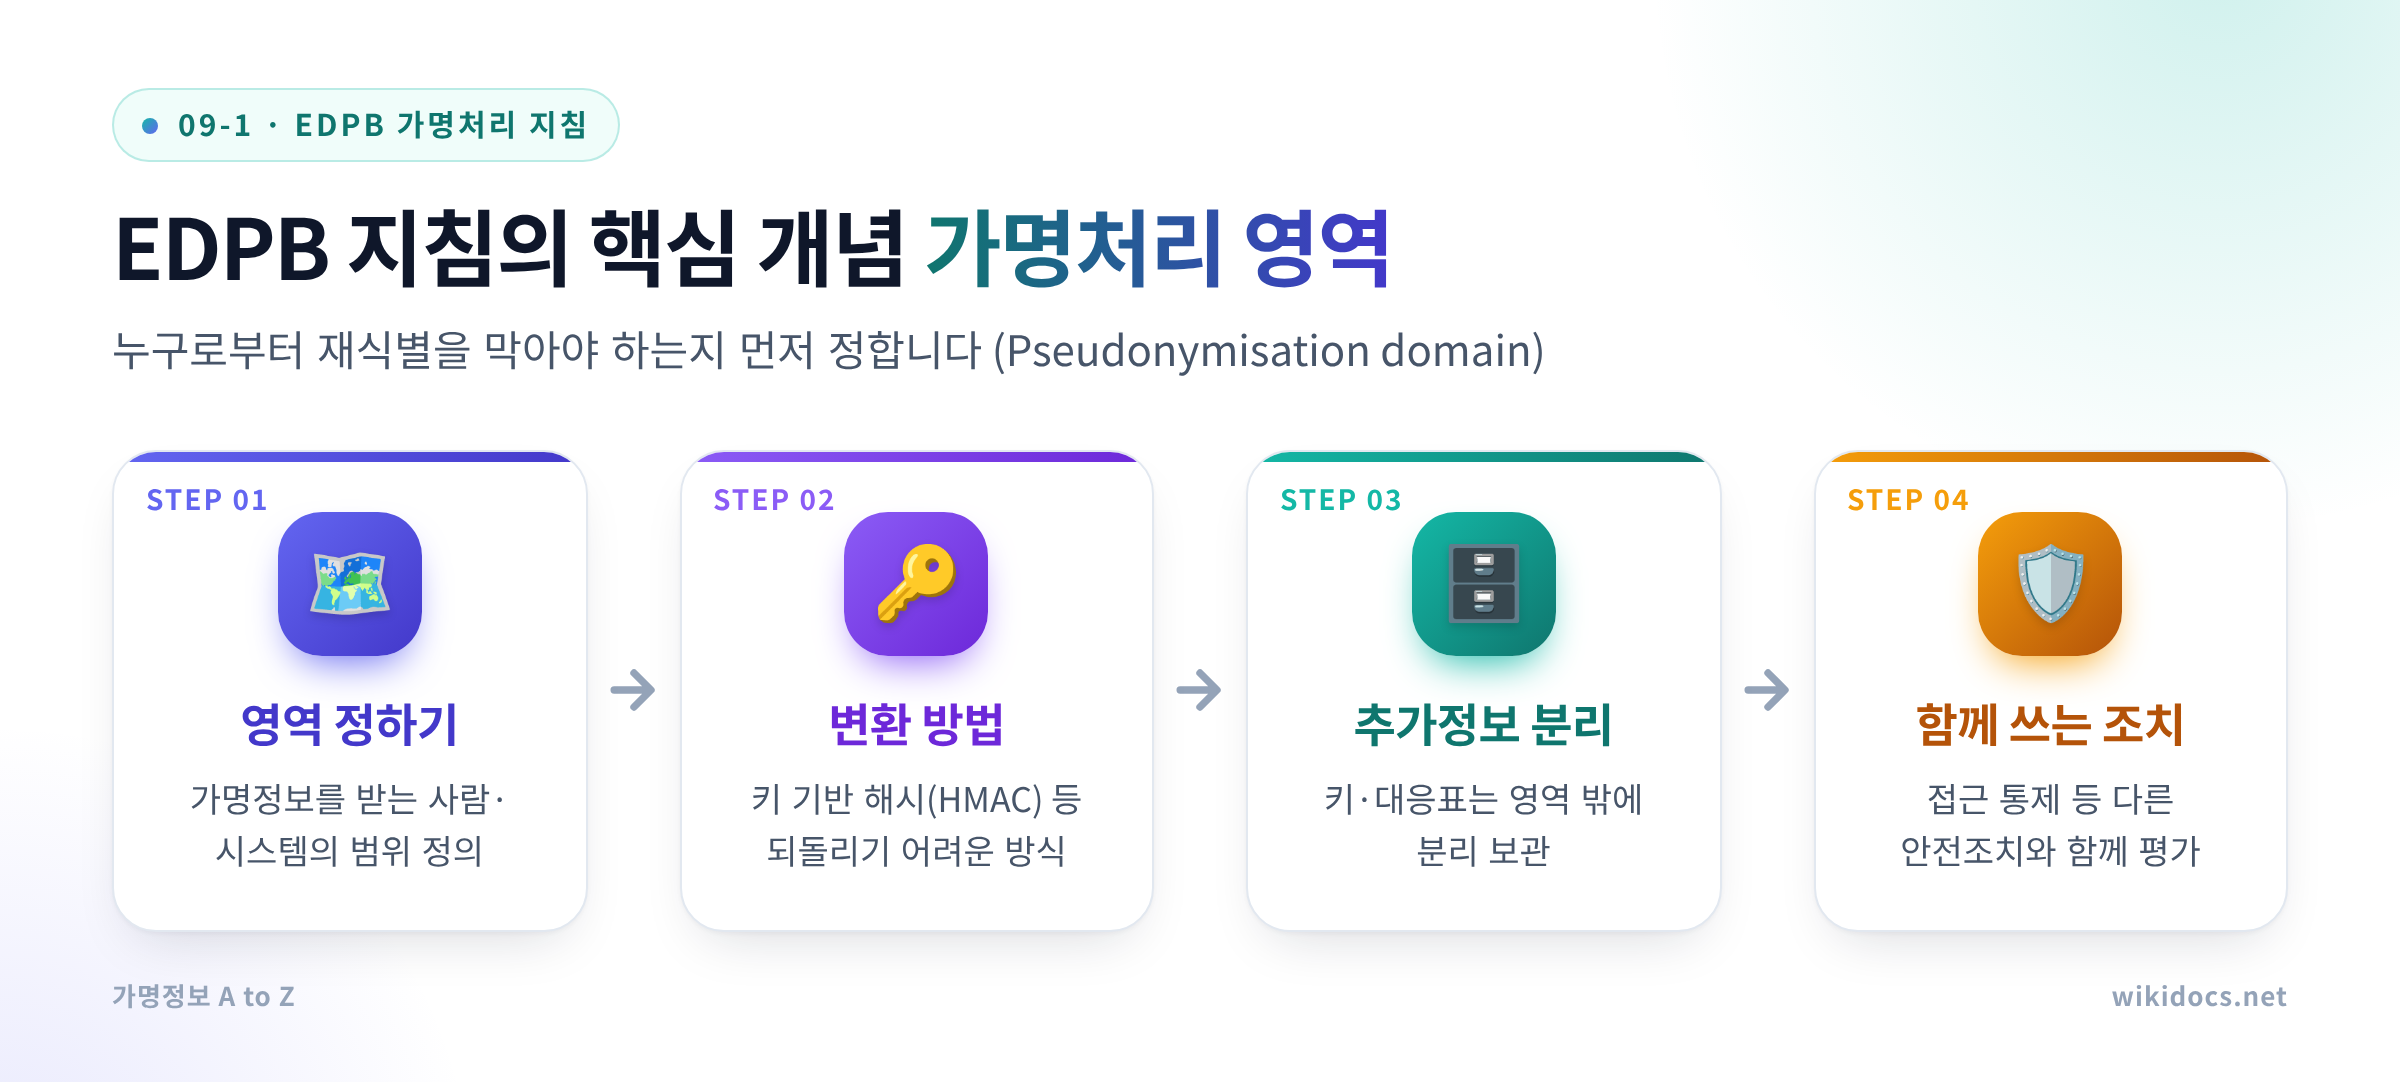 09-1 · EDPB 가명처리 지침
EDPB 지침의 핵심 개념 가명처리 영역
누구로부터 재식별을 막아야 하는지 먼저 정합니다 (Pseudonymisation domain)
STEP 01
영역 정하기
가명정보를 받는 사람·
시스템의 범위 정의
STEP 02
변환 방법
키 기반 해시(HMAC) 등
되돌리기 어려운 방식
STEP 03
추가정보 분리
키·대응표는 영역 밖에
분리 보관
STEP 04
함께 쓰는 조치
접근 통제 등 다른
안전조치와 함께 평가
가명정보 A to Z
wikidocs.net